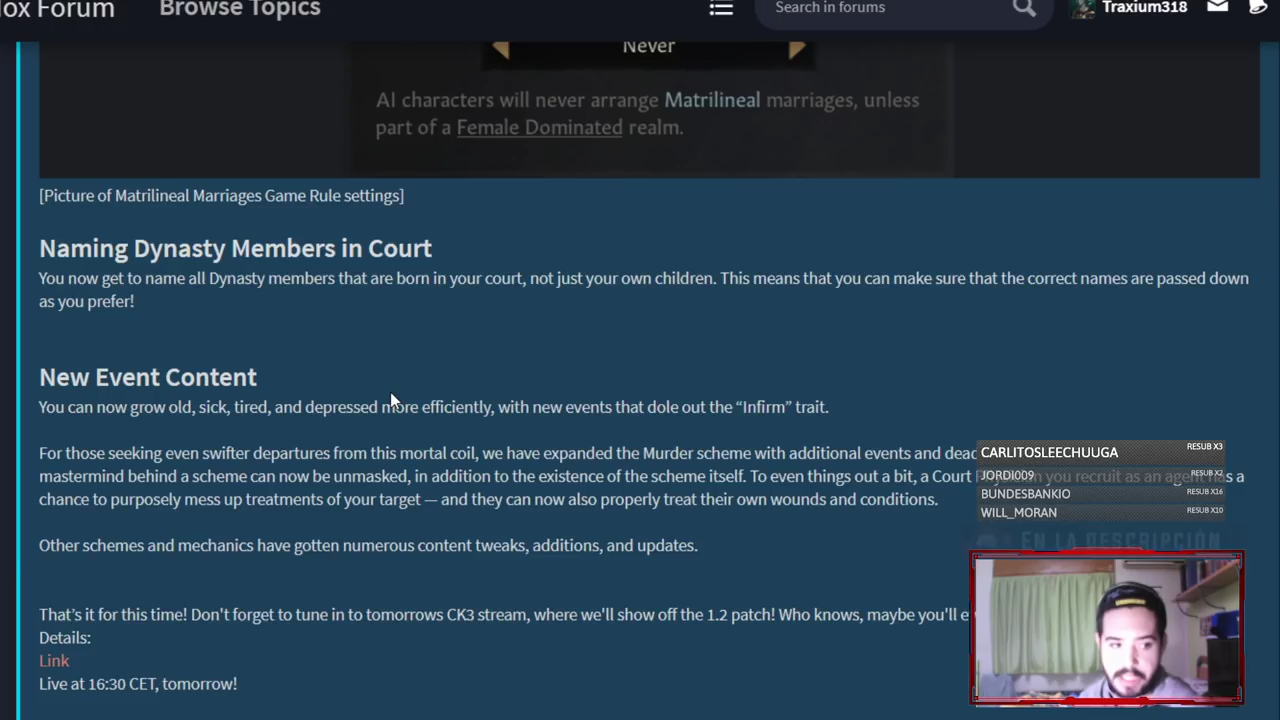 Forum
Browse Topics
Search in forums
Traxium318
Never
AI characters will never arrange Matrilineal marriages, unless
part of a Female Dominated realm.
[Picture of Matrilineal Marriages Game Rule settings]
Naming Dynasty Members in Court
You now get to name all Dynasty members that are born in your court, not just your own children. This means that you can make sure that the correct names are passed down
as you prefer!
New Event Content
You can now grow old, sick, tired, and depressed more efficiently, with new events that dole out the “Infirm” trait.
For those seeking even swifter departures from this mortal coil, we have expanded the Murder scheme with additional events and
mastermind behind a scheme can now be unmasked, in addition to the existence of the scheme itself. To even things out a bit, a Court you recruit as an agent has a
chance to purposely mess up treatments of your target — and they can now also properly treat their own wounds and conditions.
Other schemes and mechanics have gotten numerous content tweaks, additions, and updates.
That’s it for this time! Don't forget to tune in to tomorrows CK3 stream, where we'll show off the 1.2 patch! Who knows, maybe you'll
Details:
Link
Live at 16:30 CET, tomorrow!
CARLITOSLEECHUUGA RESUB X3
JORDI009 RESUB X2
BUNDESBANKIO RESUB X16
WILL_MORAN RESUB X10
EN LA DESCRIPCIÓN